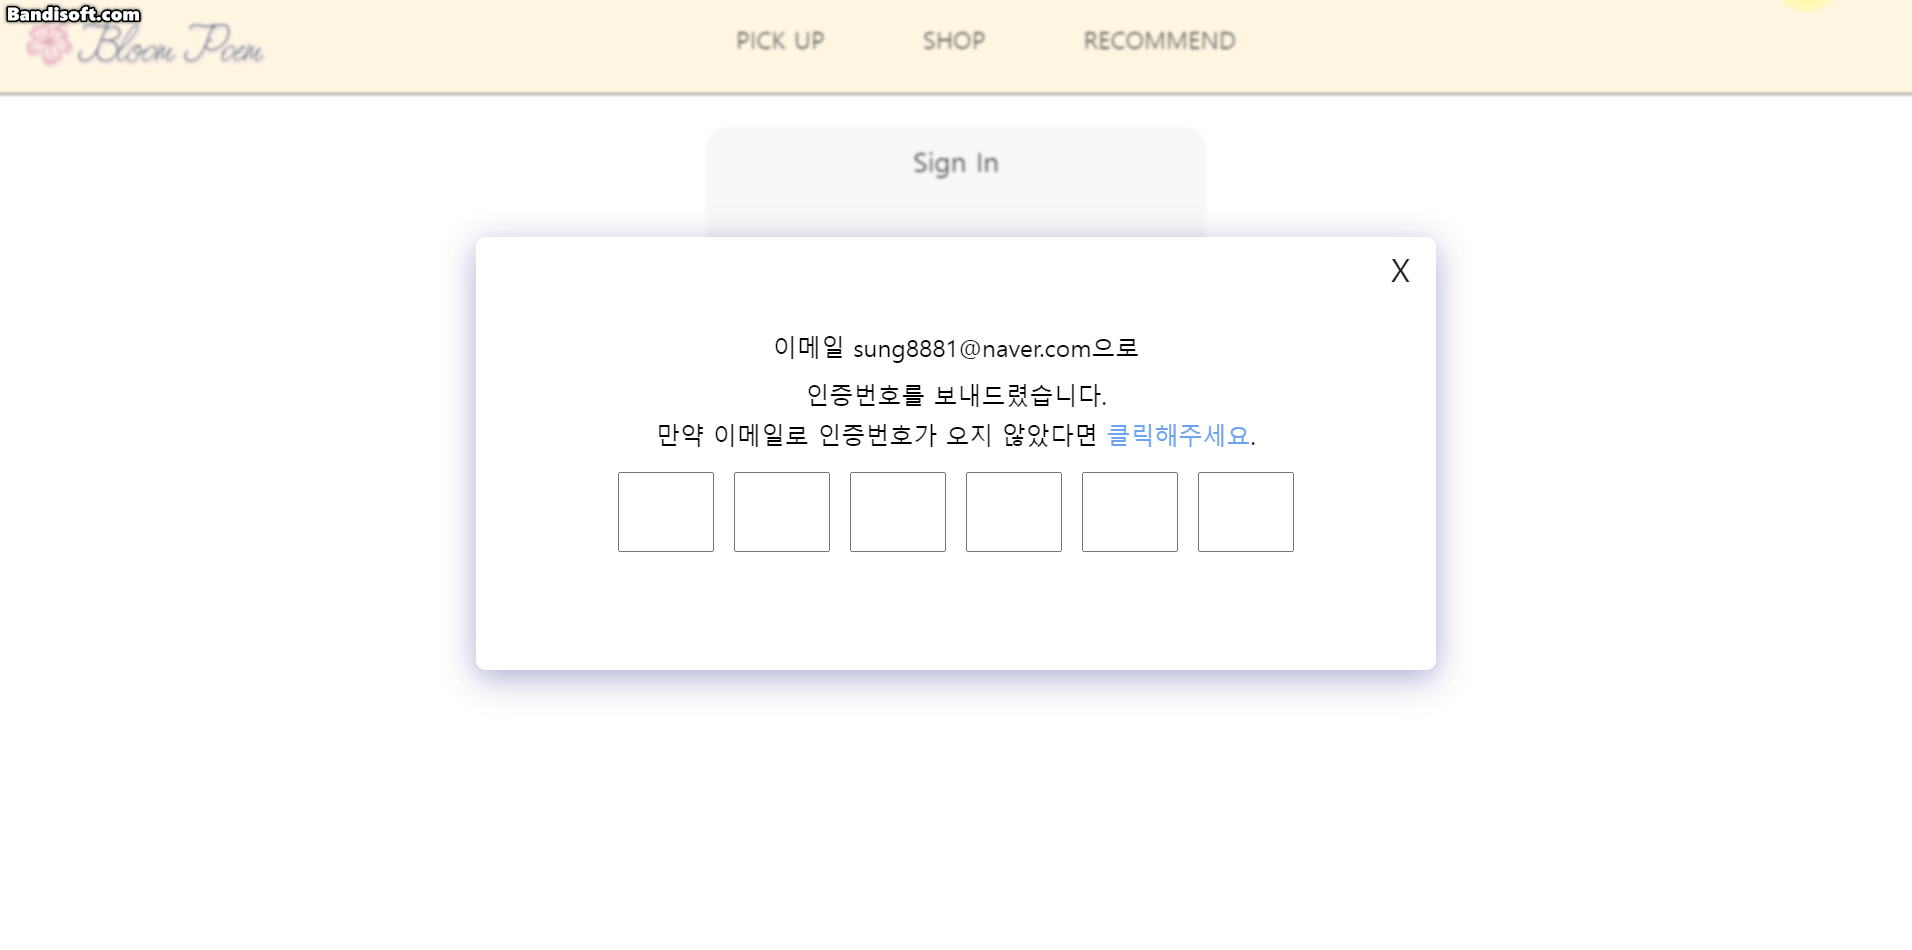 Bandisoft.com
Bloom Poem
PICK UP
SHOP
RECOMMEND
Sign In
X
이메일 sung8881@naver.com으로
인증번호를 보내드렸습니다.
만약 이메일로 인증번호가 오지 않았다면 클릭해주세요.